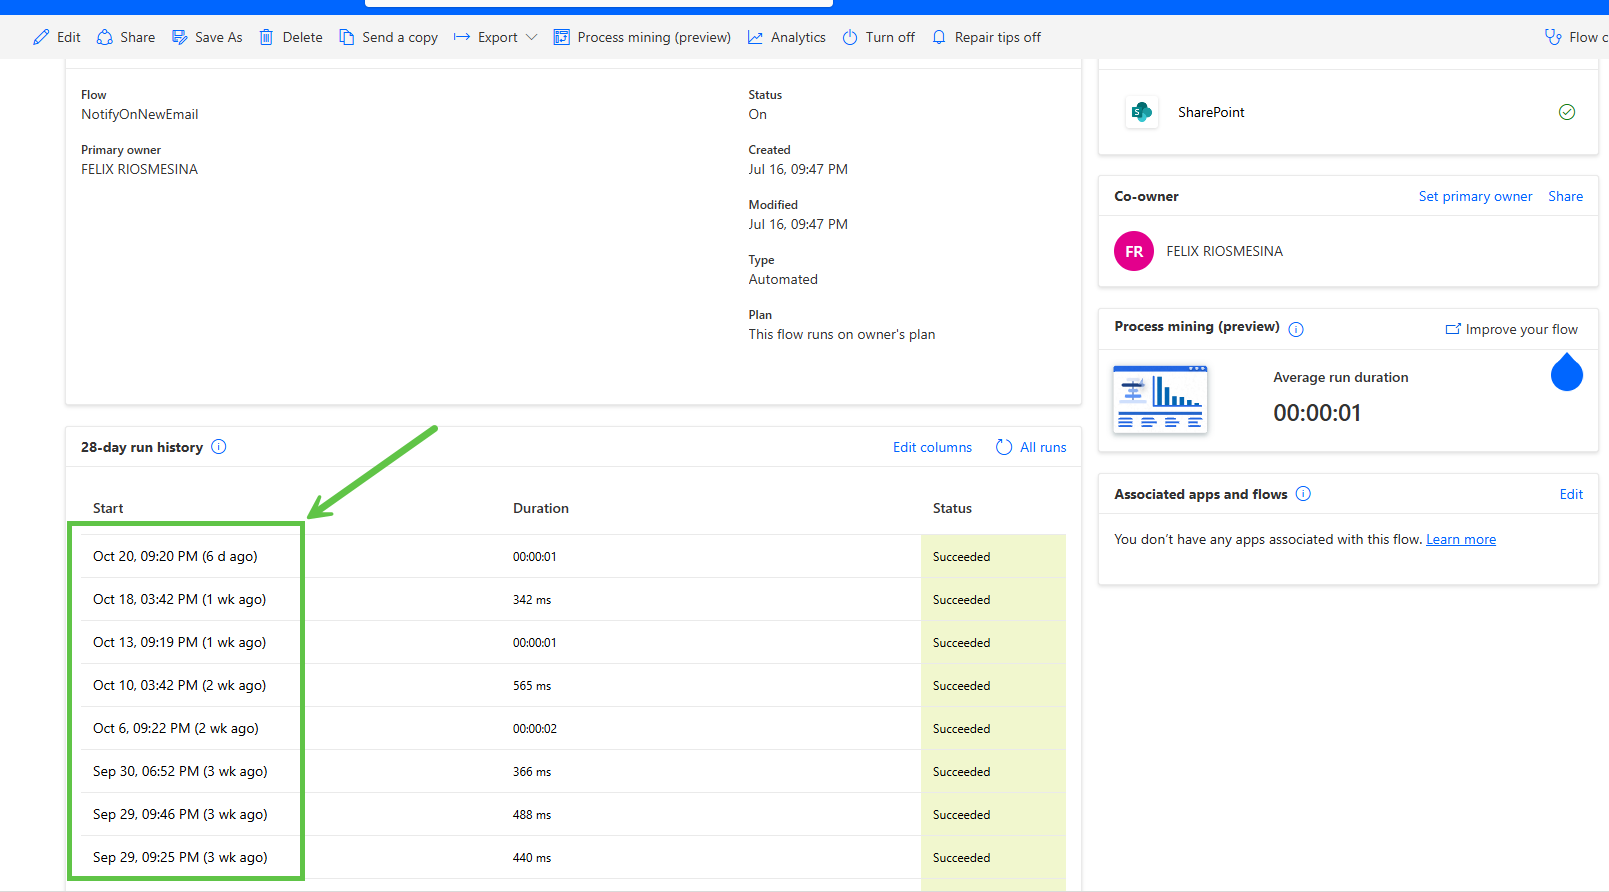 Edit Share Save As Delete Send a copy Export Process mining (preview) Analytics Turn off Repair tips off Flow
Flow
NotifyOnNewEmail
Primary owner
FELIX RIOSMESINA
Status
On
Created
Jul 16, 09:47 PM
Modified
Jul 16, 09:47 PM
Type
Automated
Plan
This flow runs on owner's plan
SharePoint
Co-owner Set primary owner Share
FR FELIX RIOSMESINA
Process mining (preview) Improve your flow
Average run duration
00:00:01
Associated apps and flows Edit
You don't have any apps associated with this flow. Learn more
28-day run history Edit columns All runs
Start Duration Status
Oct 20, 09:20 PM (6 d ago) 00:00:01 Succeeded
Oct 18, 03:42 PM (1 wk ago) 342 ms Succeeded
Oct 13, 09:19 PM (1 wk ago) 00:00:01 Succeeded
Oct 10, 03:42 PM (2 wk ago) 565 ms Succeeded
Oct 6, 09:22 PM (2 wk ago) 00:00:02 Succeeded
Sep 30, 06:52 PM (3 wk ago) 366 ms Succeeded
Sep 29, 09:46 PM (3 wk ago) 488 ms Succeeded
Sep 29, 09:25 PM (3 wk ago) 440 ms Succeeded